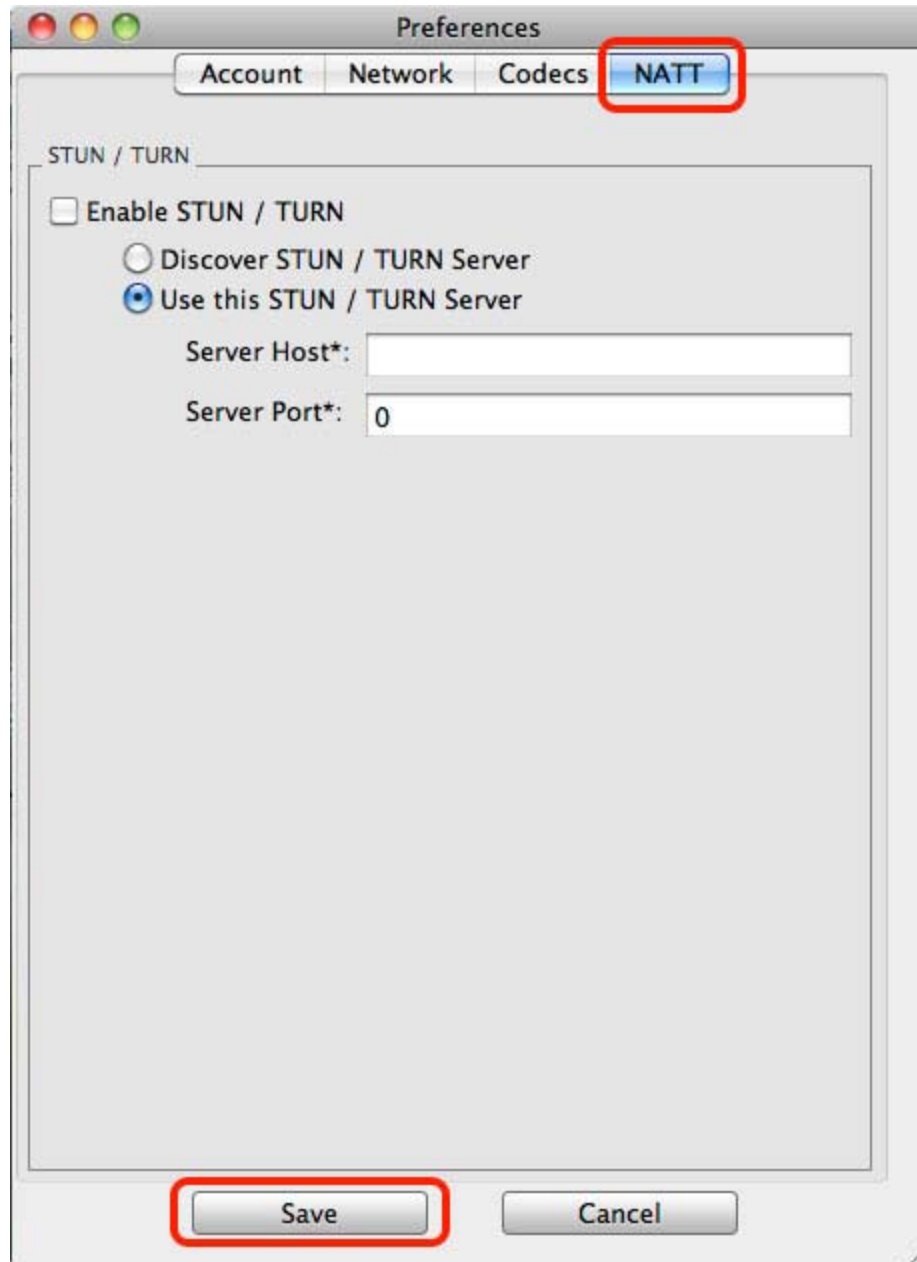 Preferences
Account Network Codecs NATT
STUN / TURN
Enable STUN / TURN
Discover STUN / TURN Server
Use this STUN / TURN Server
Server Host*:
Server Port*: 0
Save Cancel